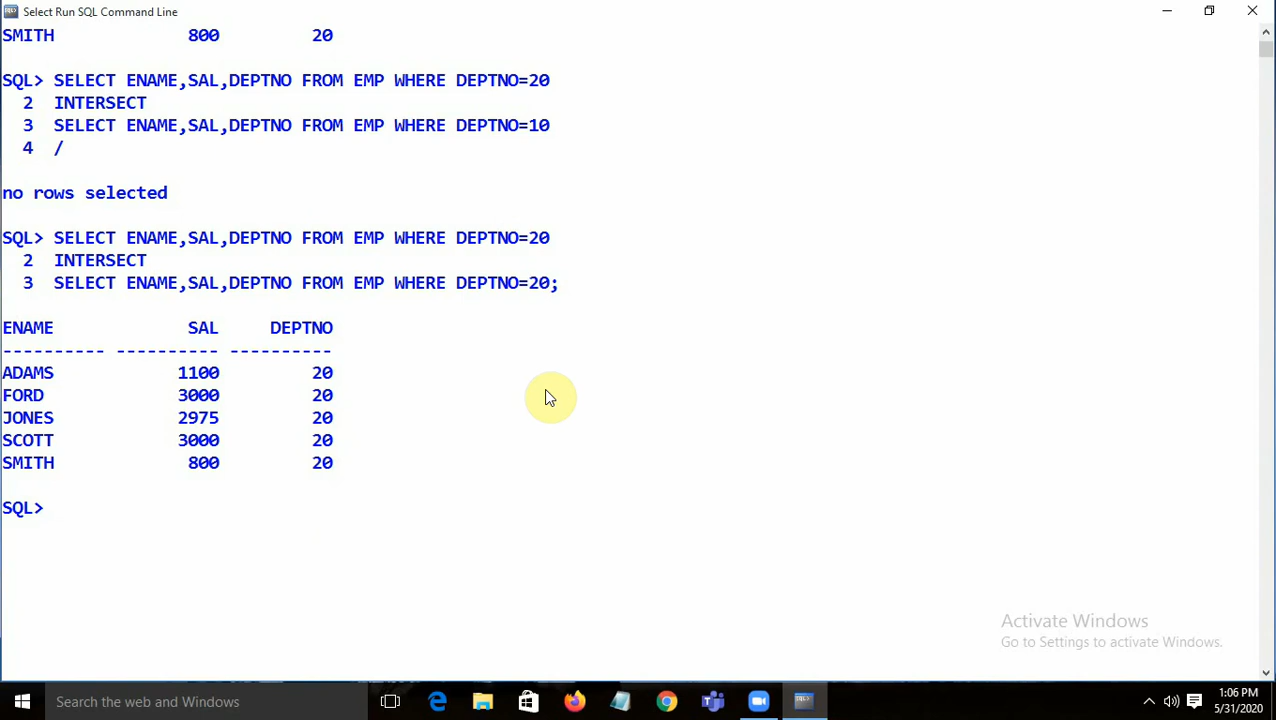 Select Run SQL Command Line
SMITH 800 20
SQL> SELECT ENAME,SAL,DEPTNO FROM EMP WHERE DEPTNO=20
2 INTERSECT
3 SELECT ENAME,SAL,DEPTNO FROM EMP WHERE DEPTNO=10
4 /
no rows selected
SQL> SELECT ENAME,SAL,DEPTNO FROM EMP WHERE DEPTNO=20
2 INTERSECT
3 SELECT ENAME,SAL,DEPTNO FROM EMP WHERE DEPTNO=20;
ENAME SAL DEPTNO
---------- ---------- ----------
ADAMS 1100 20
FORD 3000 20
JONES 2975 20
SCOTT 3000 20
SMITH 800 20
SQL>
Activate Windows
Go to Settings to activate Windows.
Search the web and Windows
1:06 PM
5/31/2020